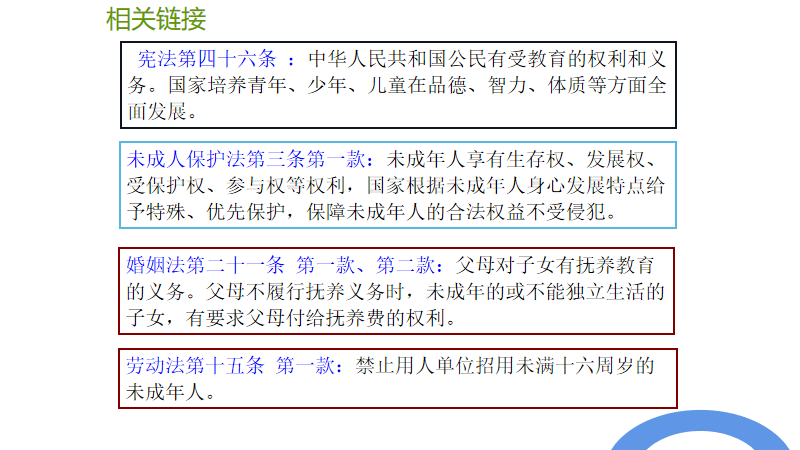 相关链接
宪法第四十六条 ：中华人民共和国公民有受教育的权利和义
务。国家培养青年、少年、儿童在品德、智力、体质等方面全
面发展。
未成人保护法第三条第一款：未成年人享有生存权、发展权、
受保护权、参与权等权利，国家根据未成年人身心发展特点给
予特殊、优先保护，保障未成年人的合法权益不受侵犯。
婚姻法第二十一条 第一款、第二款：父母对子女有抚养教育
的义务。父母不履行抚养义务时，未成年的或不能独立生活的
子女，有要求父母付给抚养费的权利。
劳动法第十五条 第一款：禁止用人单位招用未满十六周岁的
未成年人。